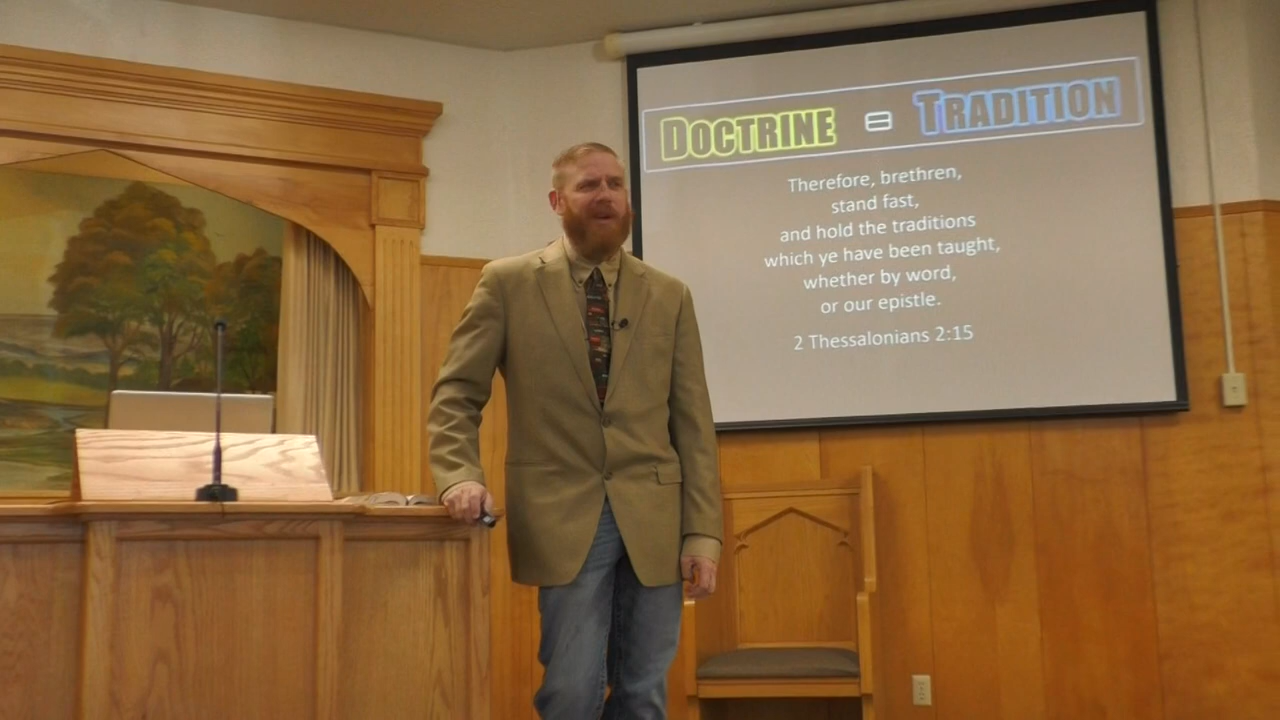 DOCTRINE = TRADITION
Therefore, brethren,
stand fast,
and hold the traditions
which ye have been taught,
whether by word,
or our epistle.
2 Thessalonians 2:15